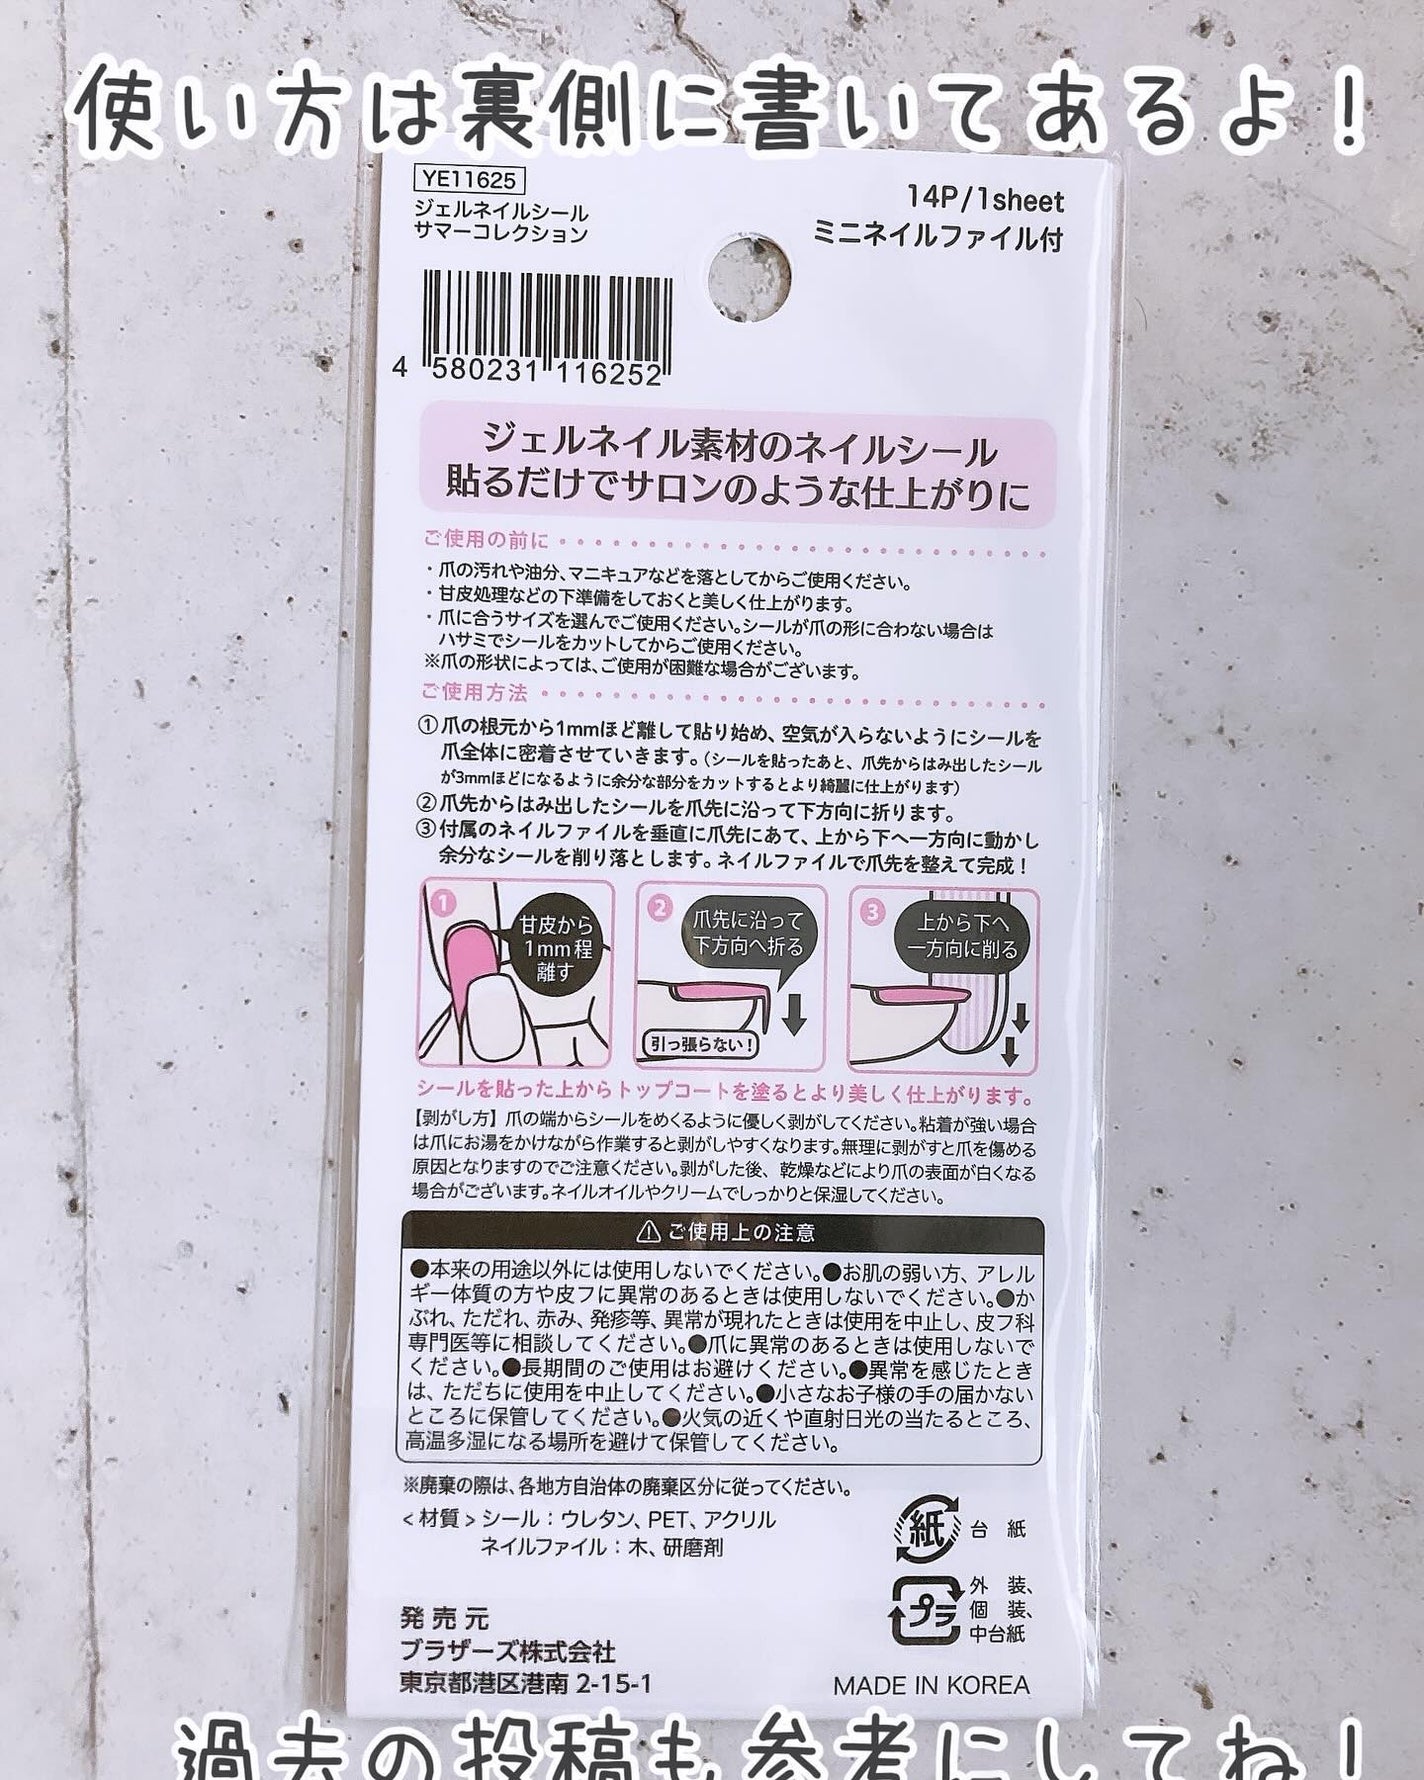 使い方は裏側に書いてあるよ！
YE11625
ジェルネイルシール
サマーコレクション
14P/1sheet
ミニネイルファイル付
4 580231 116252
ジェルネイル素材のネイルシール
貼るだけでサロンのような仕上がりに
ご使用の前に
・爪の汚れや油分、マニキュアなどを落としてからご使用ください。
・甘皮処理などの下準備をしておくと美しく仕上がります。
・爪に合うサイズを選んでご使用ください。シールが爪の形に合わない場合は
ハサミでシールをカットしてからご使用ください。
※爪の形状によっては、ご使用が困難な場合がございます。
ご使用方法
①爪の根元から1mmほど離して貼り始め、空気が入らないようにシールを
爪全体に密着させていきます。（シールを貼ったあと、爪先からはみ出したシール
が3mmほどになるように余分な部分をカットするとより綺麗に仕上がります）
②爪先からはみ出したシールを爪先に沿って下方向に折ります。
③付属のネイルファイルを垂直に爪先にあて、上から下へ一方向に動かし
余分なシールを削り落とします。ネイルファイルで爪先を整えて完成！
1
甘皮から
1mm程
離す
2
爪先に沿って
下方向へ折る
引っ張らない！
3
上から下へ
一方向に削る
シールを貼った上からトップコートを塗るとより美しく仕上がります。
【剥がし方】爪の端からシールをめくるように優しく剥がしてください。粘着が強い場合
は爪にお湯をかけながら作業すると剥がしやすくなります。無理に剥がすと爪を傷める
原因となりますのでご注意ください。剥がした後、乾燥などにより爪の表面が白くなる
場合がございます。ネイルオイルやクリームでしっかりと保湿してください。
⚠ご使用上の注意
●本来の用途以外には使用しないでください。●お肌の弱い方、アレル
ギー体質の方や皮フに異常のあるときは使用しないでください。●か
ぶれ、ただれ、赤み、発疹等、異常が現れたときは使用を中止し、皮フ科
専門医等に相談してください。●爪に異常のあるときは使用しないで
ください。●長期間のご使用はお避けください。●異常を感じたとき
は、ただちに使用を中止してください。●小さなお子様の手の届かない
ところに保管してください。●火気の近くや直射日光の当たるところ、
高温多湿になる場所を避けて保管してください。
※廃棄の際は、各地方自治体の廃棄区分に従ってください。
<材質>シール：ウレタン、PET、アクリル
ネイルファイル：木、研磨剤
紙 台 紙
プラ 外 装、
個 装、
中台紙
発売元
ブラザーズ株式会社
東京都港区港南 2-15-1
MADE IN KOREA
過去の投稿も参考にしてね！